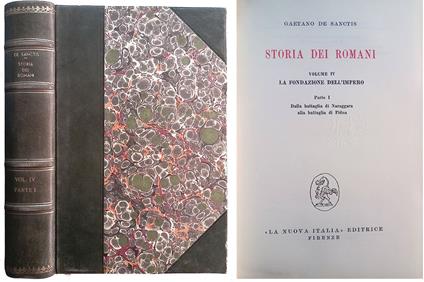 DE SANCTIS
STORIA
DEI
ROMANI
VOL. IV
PARTE I
GAETANO DE SANCTIS
STORIA DEI ROMANI
VOLUME IV
LA FONDAZIONE DELL'IMPERO
Parte I
Dalla battaglia di Naraggara
alla battaglia di Pidna
«LA NUOVA ITALIA» EDITRICE
FIRENZE